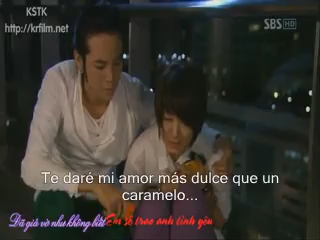 KSTK
http://krfilm.net
SBS HD
Te daré mi amor más dulce que un
caramelo...
Đã giả vờ như không biết Em sẽ trao anh tình yêu